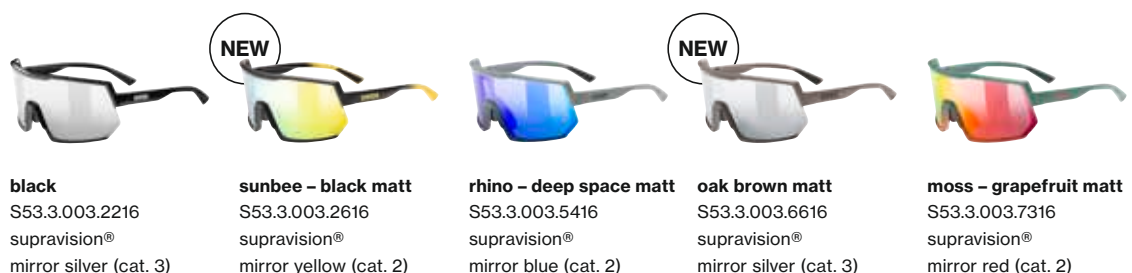 NEW
NEW
black
S53.3.003.2216
supravision®
mirror silver (cat. 3)
sunbee – black matt
S53.3.003.2616
supravision®
mirror yellow (cat. 2)
rhino – deep space matt
S53.3.003.5416
supravision®
mirror blue (cat. 2)
oak brown matt
S53.3.003.6616
supravision®
mirror silver (cat. 3)
moss – grapefruit matt
S53.3.003.7316
supravision®
mirror red (cat. 2)